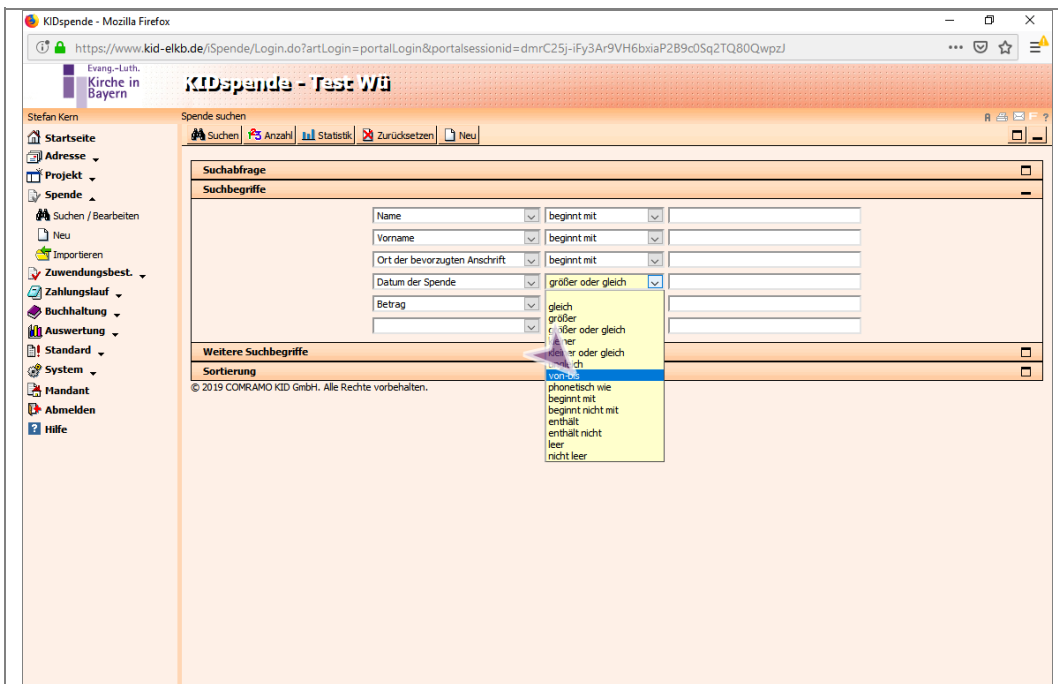 KIDspende - Mozilla Firefox
https://www.kid-elkb.de/iSpende/Login.do?artLogin=portalLogin&portalsessionid=dmrC25j-iFy3Ar9VH6bxiaP2B9c0Sq2TQ80QwpzJ
Evang.-Luth.
Kirche in
Bayern
KIDspende - Test Wü
Stefan Kern
Spende suchen
A F ?
Suchen Anzahl Statistik Zurücksetzen Neu
Startseite
Adresse
Projekt
Spende
Suchen / Bearbeiten
Neu
Importieren
Zuwendungsbest.
Zahlungslauf
Buchhaltung
Auswertung
Standard
System
Mandant
Abmelden
Hilfe
Suchabfrage
Suchbegriffe
Name beginnt mit
Vorname beginnt mit
Ort der bevorzugten Anschrift beginnt mit
Datum der Spende größer oder gleich
Betrag
gleich
größer
größer oder gleich
kleiner
kleiner oder gleich
ungleich
von-bis
phonetisch wie
beginnt mit
beginnt nicht mit
enthält
enthält nicht
leer
nicht leer
Weitere Suchbegriffe
Sortierung
© 2019 COMRAMO KID GmbH. Alle Rechte vorbehalten.